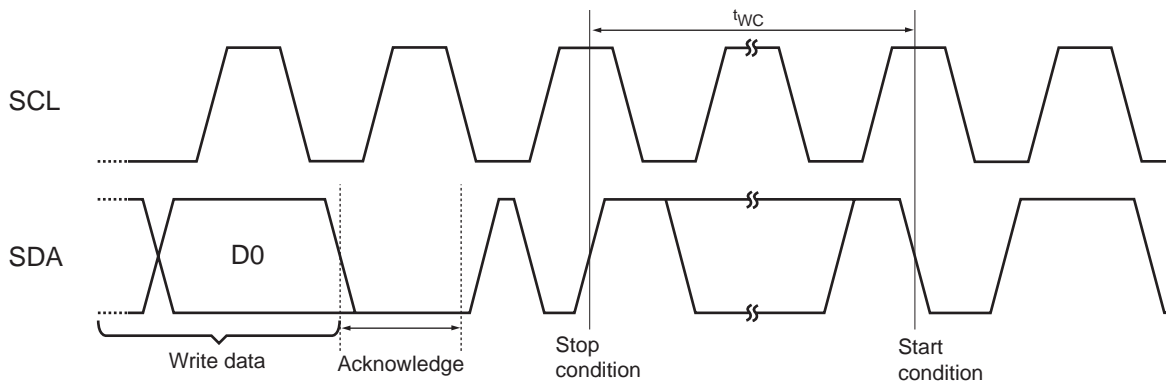 tWC
SCL
SDA
D0
Write data
Acknowledge
Stop
condition
Start
condition